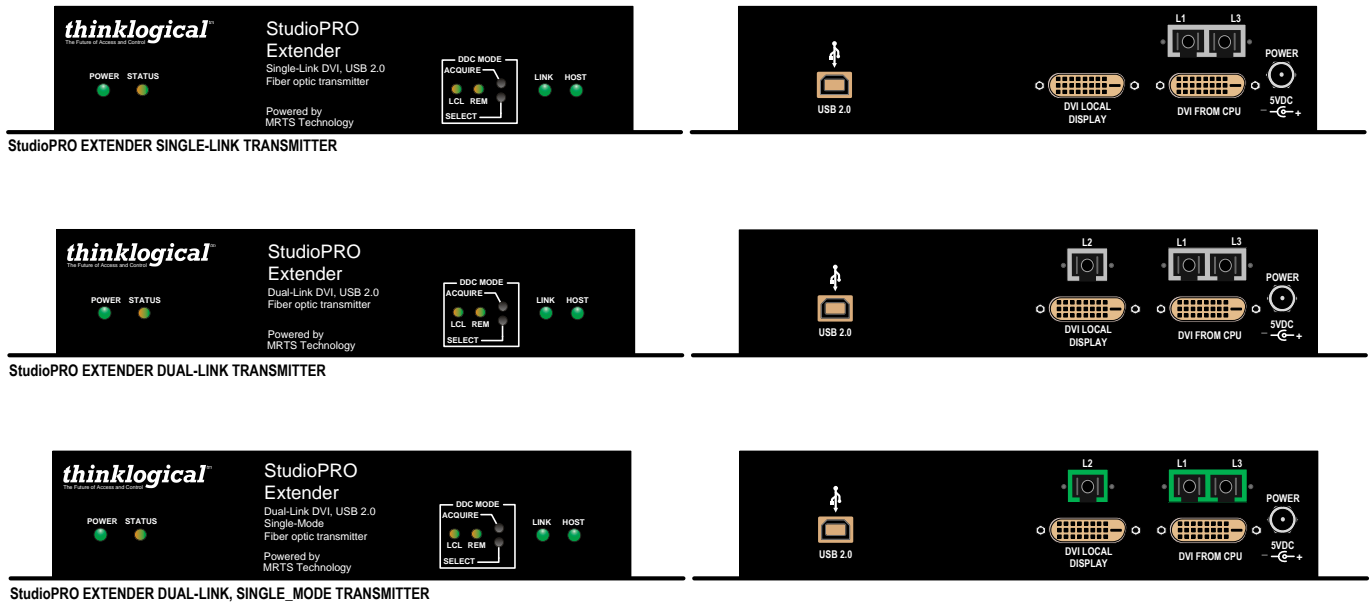 thinklogical™
The Future of Access and Control
POWER STATUS
StudioPRO
Extender
Single-Link DVI, USB 2.0
Fiber optic transmitter
Powered by
MRTS Technology
DDC MODE
ACQUIRE
LCL REM
SELECT
LINK HOST
USB 2.0
L1 L3
DVI LOCAL
DISPLAY
DVI FROM CPU
POWER
5VDC
− +
StudioPRO EXTENDER SINGLE-LINK TRANSMITTER
thinklogical™
The Future of Access and Control
POWER STATUS
StudioPRO
Extender
Dual-Link DVI, USB 2.0
Fiber optic transmitter
Powered by
MRTS Technology
DDC MODE
ACQUIRE
LCL REM
SELECT
LINK HOST
USB 2.0
L2 L1 L3
DVI LOCAL
DISPLAY
DVI FROM CPU
POWER
5VDC
− +
StudioPRO EXTENDER DUAL-LINK TRANSMITTER
thinklogical™
The Future of Access and Control
POWER STATUS
StudioPRO
Extender
Dual-Link DVI, USB 2.0
Single-Mode
Fiber optic transmitter
Powered by
MRTS Technology
DDC MODE
ACQUIRE
LCL REM
SELECT
LINK HOST
USB 2.0
L2 L1 L3
DVI LOCAL
DISPLAY
DVI FROM CPU
POWER
5VDC
− +
StudioPRO EXTENDER DUAL-LINK, SINGLE_MODE TRANSMITTER